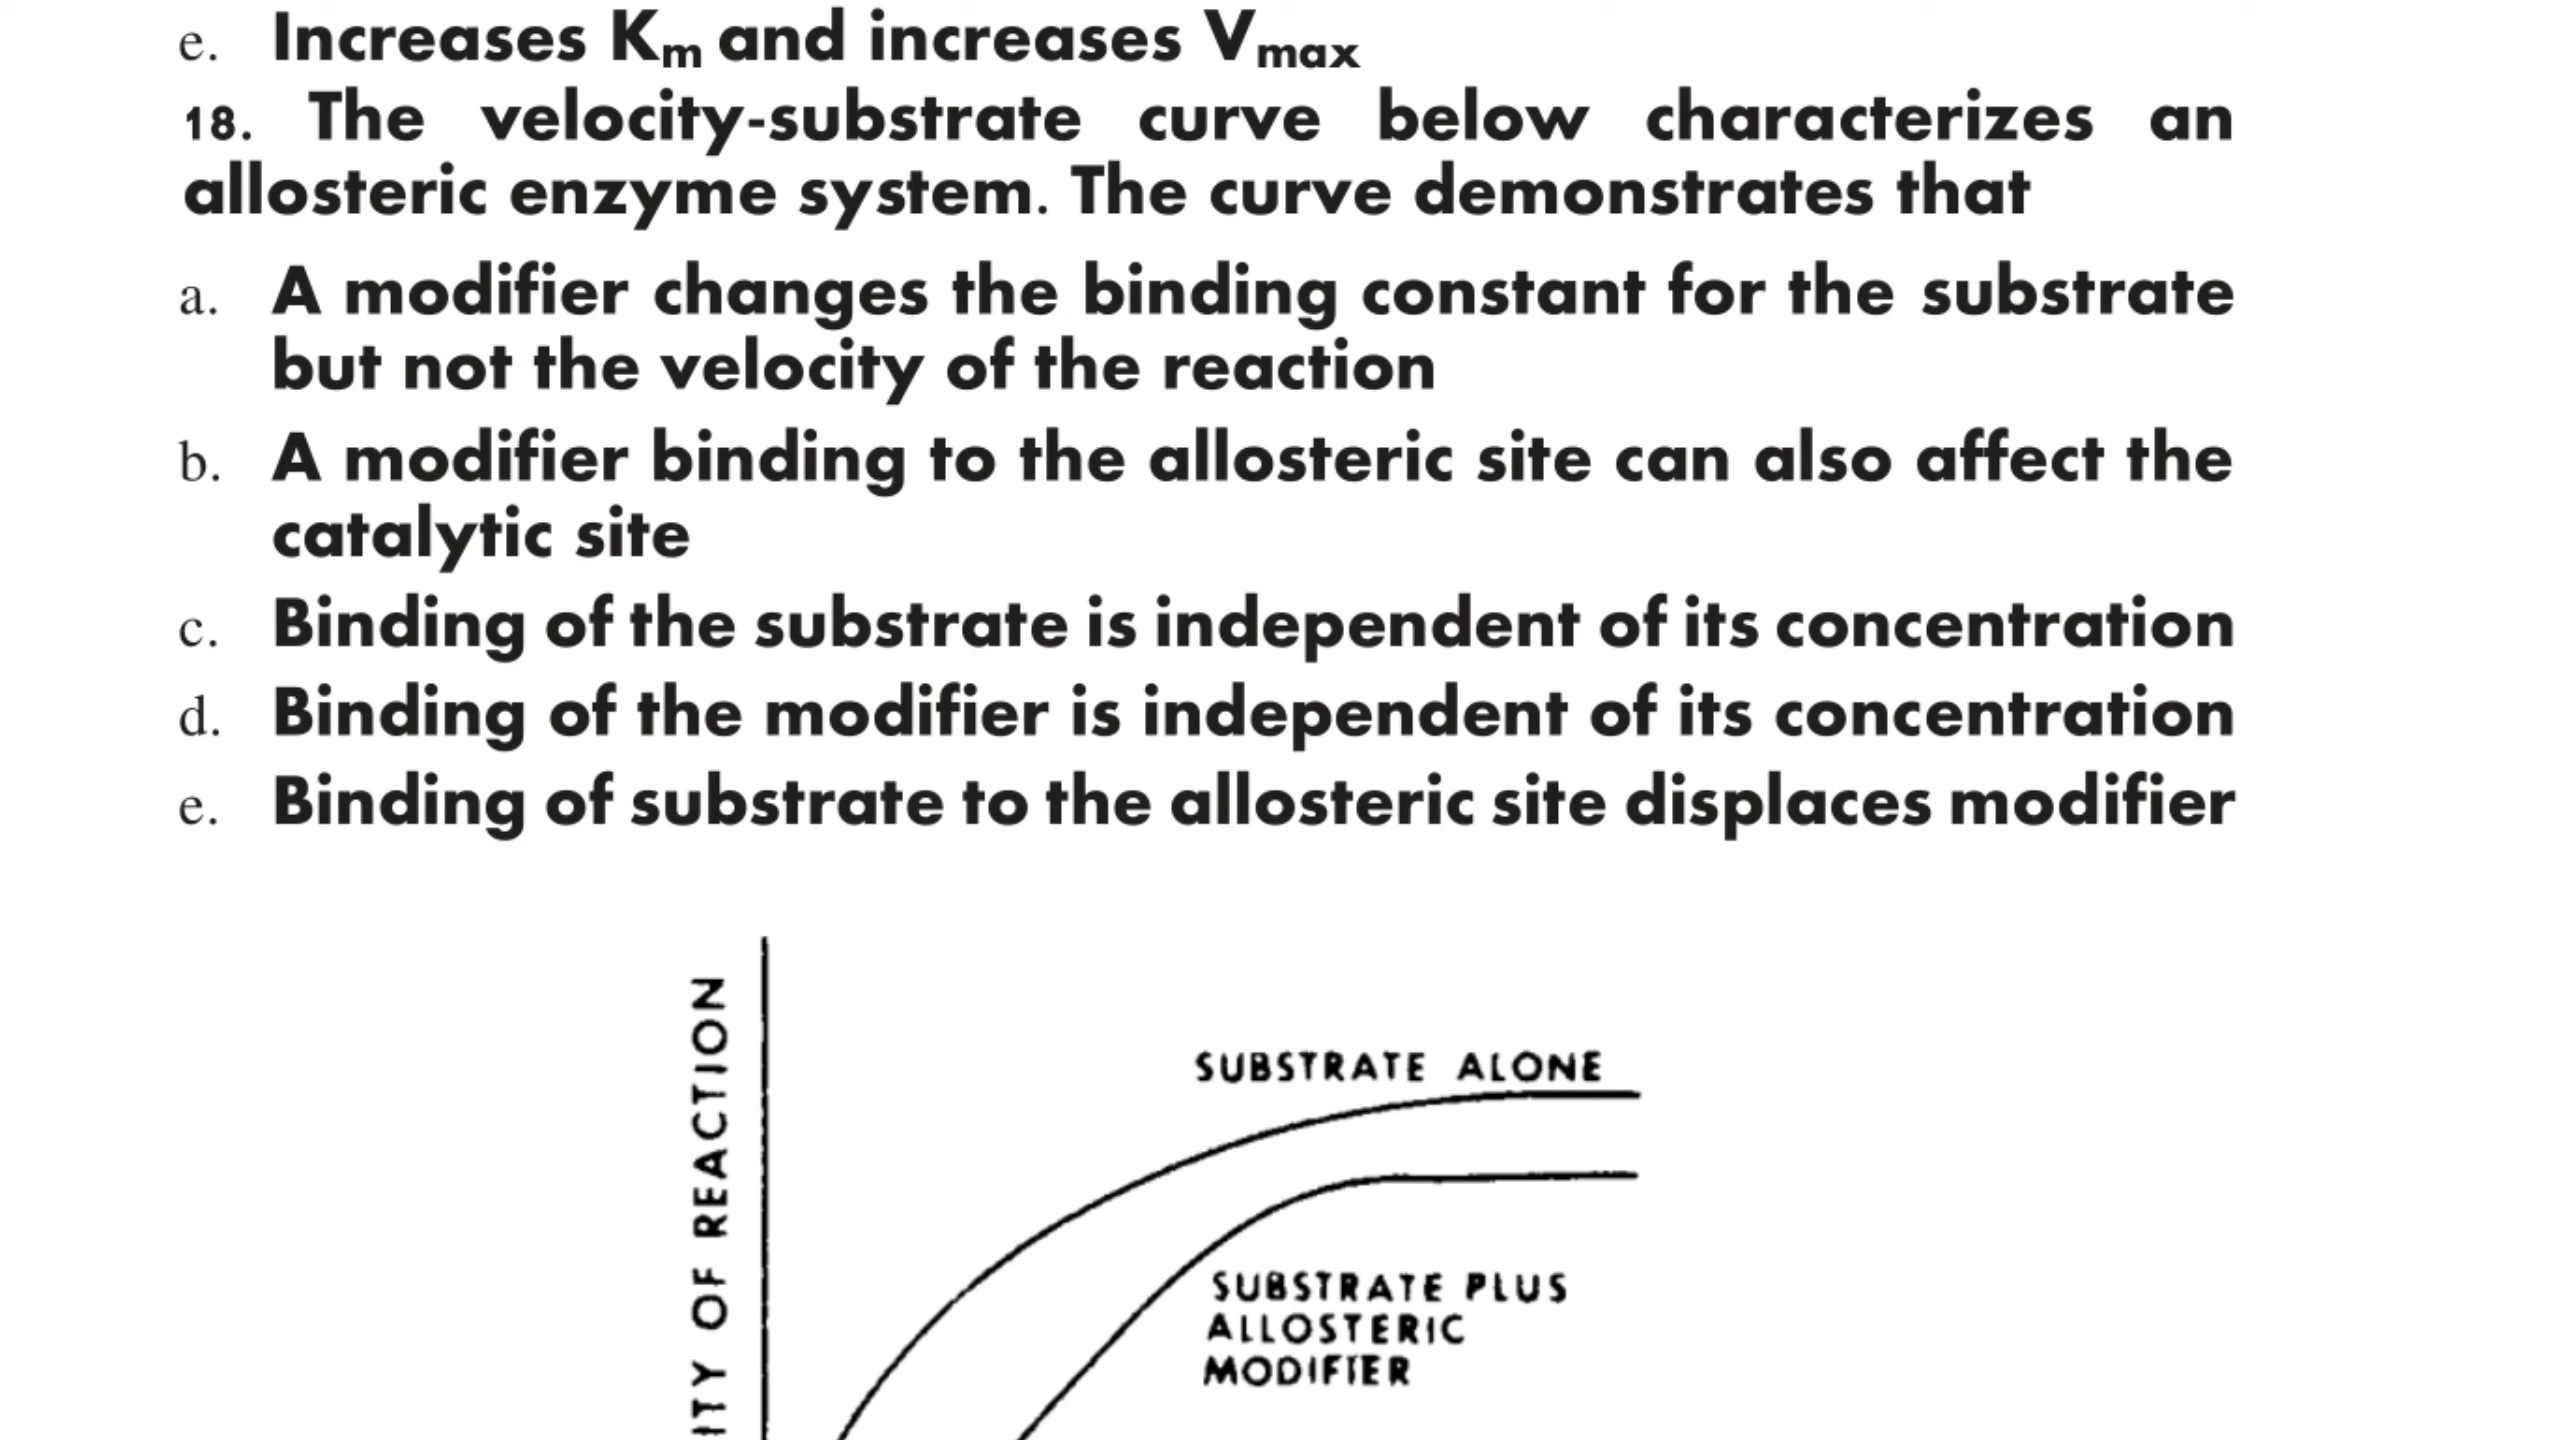 e. Increases Km and increases Vmax
18. The velocity-substrate curve below characterizes an
allosteric enzyme system. The curve demonstrates that
a. A modifier changes the binding constant for the substrate
but not the velocity of the reaction
b. A modifier binding to the allosteric site can also affect the
catalytic site
c. Binding of the substrate is independent of its concentration
d. Binding of the modifier is independent of its concentration
e. Binding of substrate to the allosteric site displaces modifier
ITY OF REACTION
SUBSTRATE ALONE
SUBSTRATE PLUS
ALLOSTERIC
MODIFIER